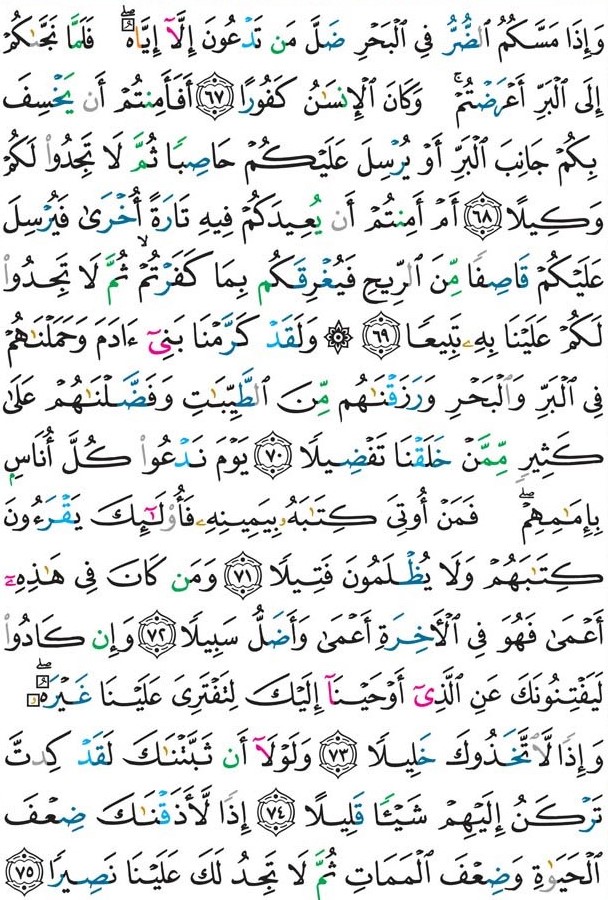 وَإِذَا مَسَّكُمُ ٱلضُّرُّ فِي ٱلْبَحْرِ ضَلَّ مَن تَدْعُونَ إِلَّآ إِيَّاهُۖ فَلَمَّا نَجَّىٰكُمْ
إِلَى ٱلْبَرِّ أَعْرَضْتُمْۚ وَكَانَ ٱلْإِنسَٰنُ كَفُورًا ٦٧ أَفَأَمِنتُمْ أَن يَخْسِفَ
بِكُمْ جَانِبَ ٱلْبَرِّ أَوْ يُرْسِلَ عَلَيْكُمْ حَاصِبًا ثُمَّ لَا تَجِدُوا۟ لَكُمْ
وَكِيلًا ٦٨ أَمْ أَمِنتُمْ أَن يُعِيدَكُمْ فِيهِ تَارَةً أُخْرَىٰ فَيُرْسِلَ
عَلَيْكُمْ قَاصِفًا مِّنَ ٱلرِّيحِ فَيُغْرِقَكُم بِمَا كَفَرْتُمْ ۙ ثُمَّ لَا تَجِدُوا۟
لَكُمْ عَلَيْنَا بِهِۦ تَبِيعًا ٦٩ ۞ وَلَقَدْ كَرَّمْنَا بَنِيٓ ءَادَمَ وَحَمَلْنَٰهُمْ
فِي ٱلْبَرِّ وَٱلْبَحْرِ وَرَزَقْنَٰهُم مِّنَ ٱلطَّيِّبَٰتِ وَفَضَّلْنَٰهُمْ عَلَىٰ
كَثِيرٍ مِّمَّنْ خَلَقْنَا تَفْضِيلًا ٧٠ يَوْمَ نَدْعُوا۟ كُلَّ أُنَاسٍ
بِإِمَٰمِهِمْۖ فَمَنْ أُوتِيَ كِتَٰبَهُۥ بِيَمِينِهِۦ فَأُو۟لَٰٓئِكَ يَقْرَءُونَ
كِتَٰبَهُمْ وَلَا يُظْلَمُونَ فَتِيلًا ٧١ وَمَن كَانَ فِي هَٰذِهِۦٓ
أَعْمَىٰ فَهُوَ فِي ٱلْأَخِرَةِ أَعْمَىٰ وَأَضَلُّ سَبِيلًا ٧٢ وَإِن كَادُوا۟
لَيَفْتِنُونَكَ عَنِ ٱلَّذِيٓ أَوْحَيْنَآ إِلَيْكَ لِتَفْتَرِيَ عَلَيْنَا غَيْرَهُۥۖ
وَإِذًا لَّٱتَّخَذُوكَ خَلِيلًا ٧٣ وَلَوْلَآ أَن ثَبَّتْنَٰكَ لَقَدْ كِدتَّ
تَرْكَنُ إِلَيْهِمْ شَيْـًٔا قَلِيلًا ٧٤ إِذًا لَّأَذَقْنَٰكَ ضِعْفَ
ٱلْحَيَوٰةِ وَضِعْفَ ٱلْمَمَاتِ ثُمَّ لَا تَجِدُ لَكَ عَلَيْنَا نَصِيرًا ٧٥